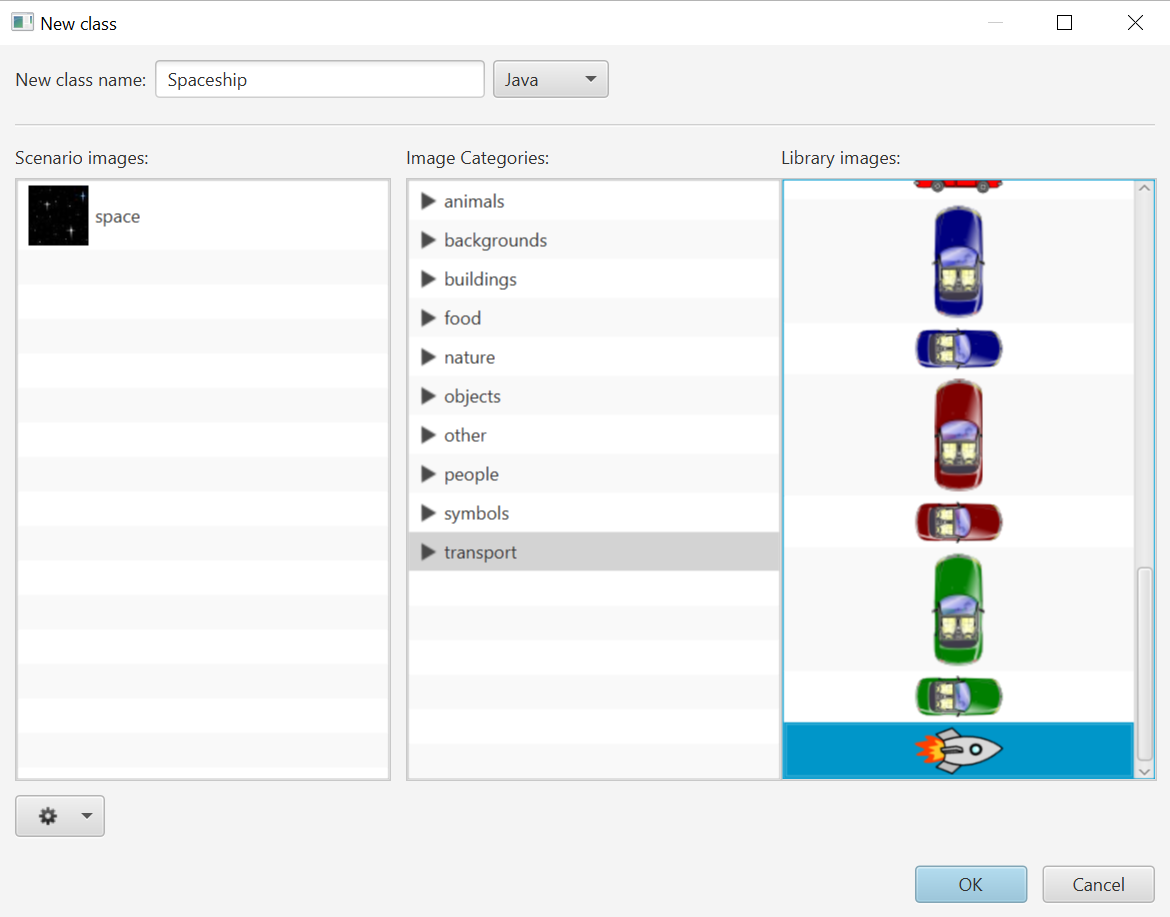 New class
New class name: Spaceship Java
Scenario images: Image Categories: Library images:
space
animals
backgrounds
buildings
food
nature
objects
other
people
symbols
transport
OK Cancel